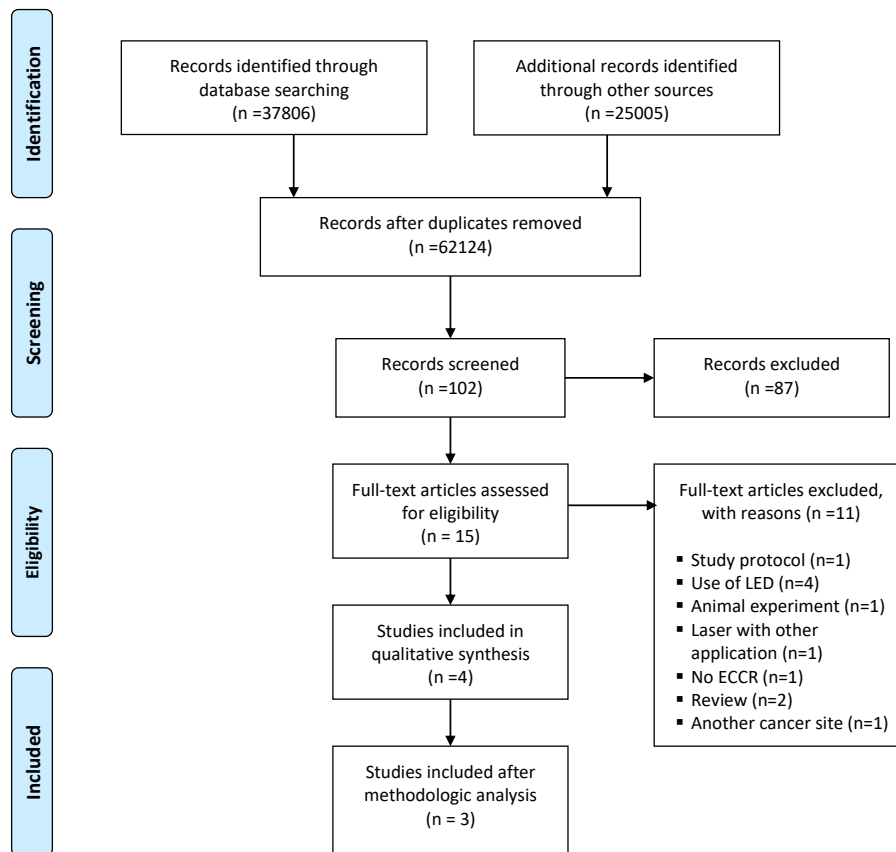 Identification
Records identified through
database searching
(n =37806)
Additional records identified
through other sources
(n =25005)
Records after duplicates removed
(n =62124)
Screening
Records screened
(n =102)
Records excluded
(n =87)
Eligibility
Full-text articles assessed
for eligibility
(n = 15)
Full-text articles excluded,
with reasons (n =11)
▪ Study protocol (n=1)
▪ Use of LED (n=4)
▪ Animal experiment (n=1)
▪ Laser with other
application (n=1)
▪ No ECCR (n=1)
▪ Review (n=2)
▪ Another cancer site (n=1)
Studies included in
qualitative synthesis
(n =4)
Included
Studies included after
methodologic analysis
(n = 3)